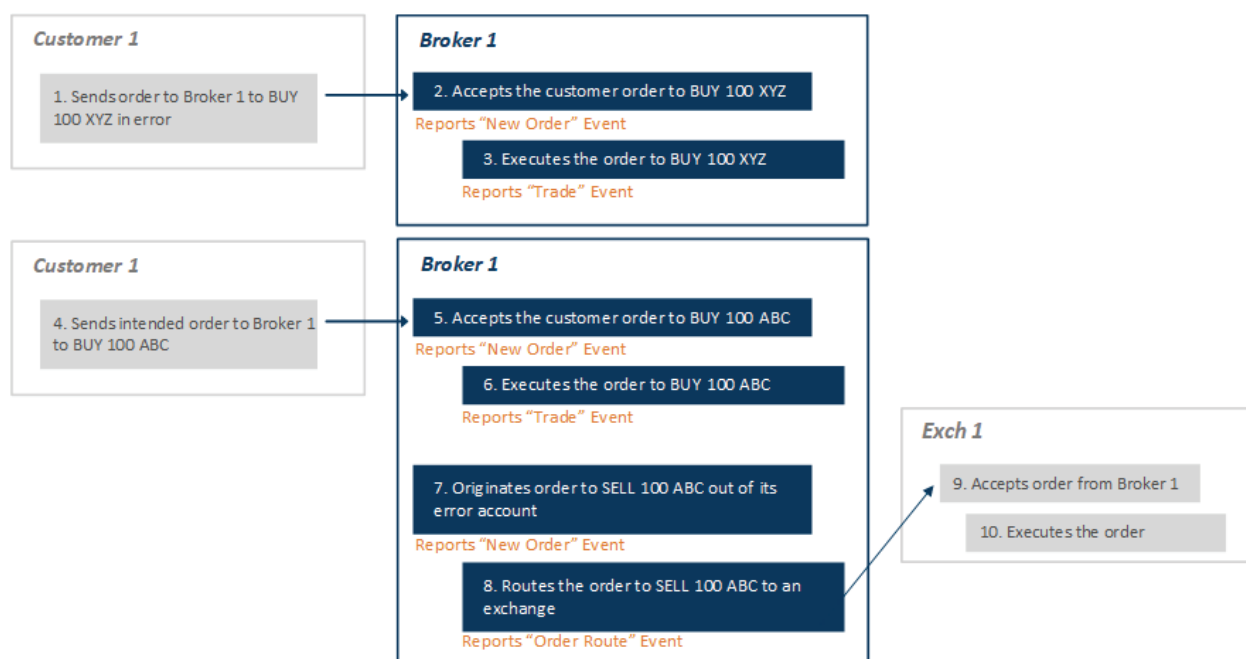 Customer 1
1. Sends order to Broker 1 to BUY
100 XYZ in error
Broker 1
2. Accepts the customer order to BUY 100 XYZ
Reports “New Order” Event
3. Executes the order to BUY 100 XYZ
Reports “Trade” Event
Customer 1
4. Sends intended order to Broker 1
to BUY 100 ABC
Broker 1
5. Accepts the customer order to BUY 100 ABC
Reports “New Order” Event
6. Executes the order to BUY 100 ABC
Reports “Trade” Event
7. Originates order to SELL 100 ABC out of its
error account
Reports “New Order” Event
8. Routes the order to SELL 100 ABC to an
exchange
Reports “Order Route” Event
Exch 1
9. Accepts order from Broker 1
10. Executes the order